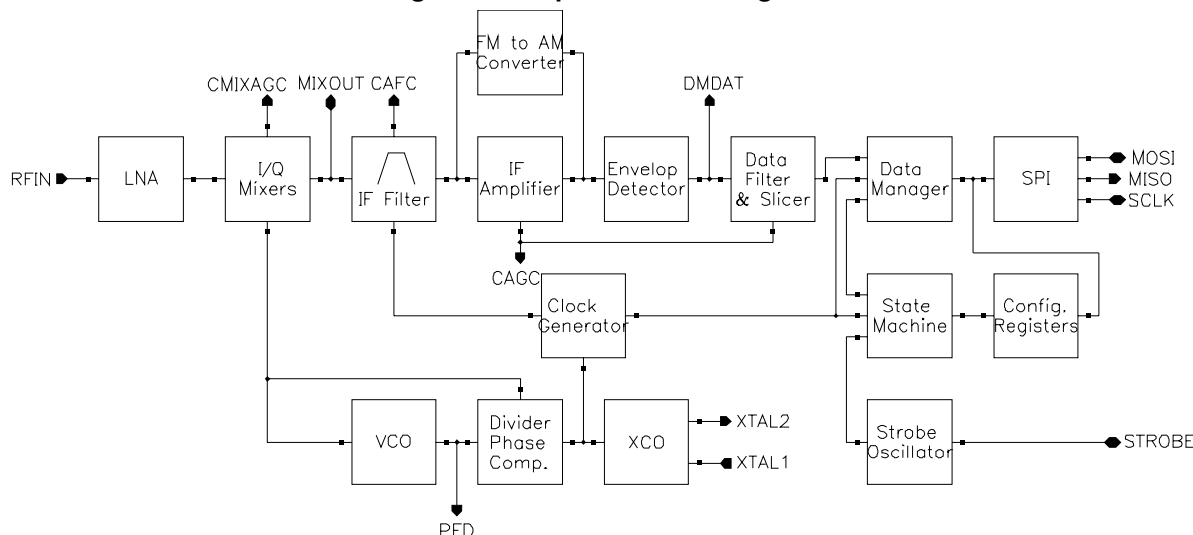 FM to AM
Converter
CMIXAGC
MIXOUT
CAFC
DMDAT
RFIN
LNA
I/Q
Mixers
IF Filter
IF
Amplifier
Envelop
Detector
Data
Filter
& Slicer
Data
Manager
SPI
MOSI
MISO
SCLK
CAGC
Clock
Generator
State
Machine
Config.
Registers
VCO
Divider
Phase
Comp.
XCO
XTAL2
XTAL1
Strobe
Oscillator
STROBE
PFD